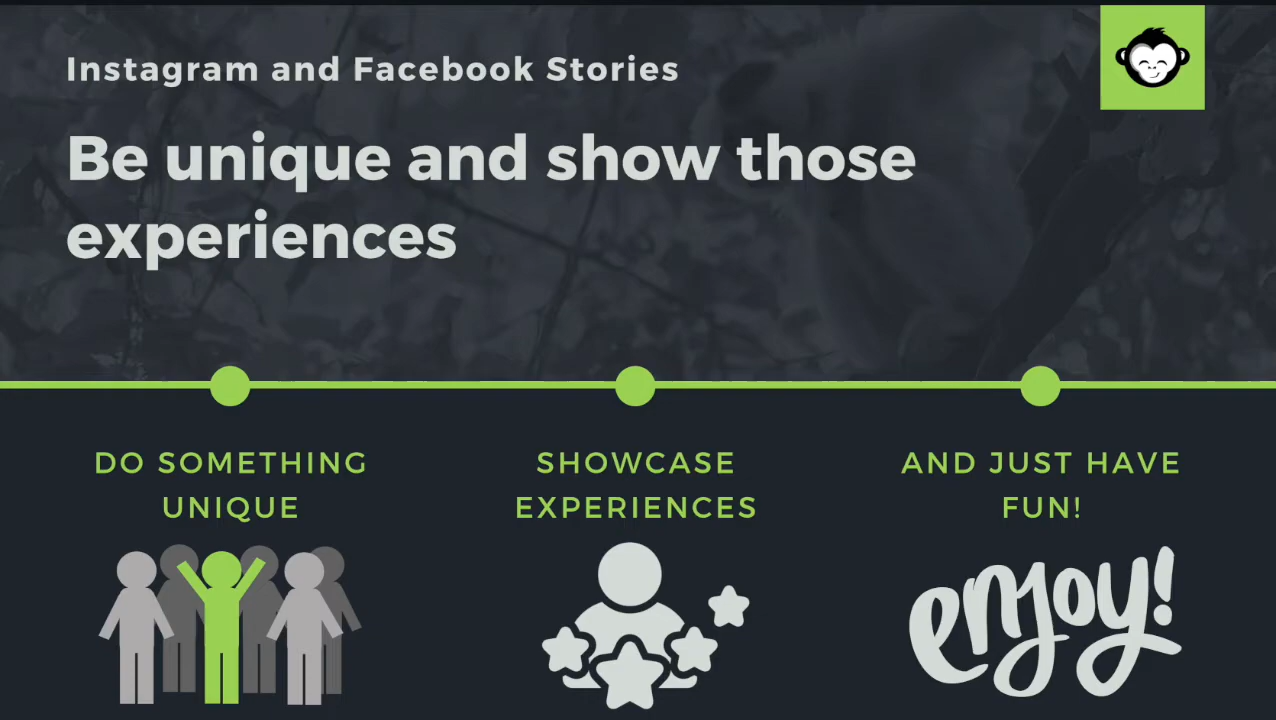 Instagram and Facebook Stories
Be unique and show those
experiences
DO SOMETHING
UNIQUE
SHOWCASE
EXPERIENCES
AND JUST HAVE
FUN!
enjoy!